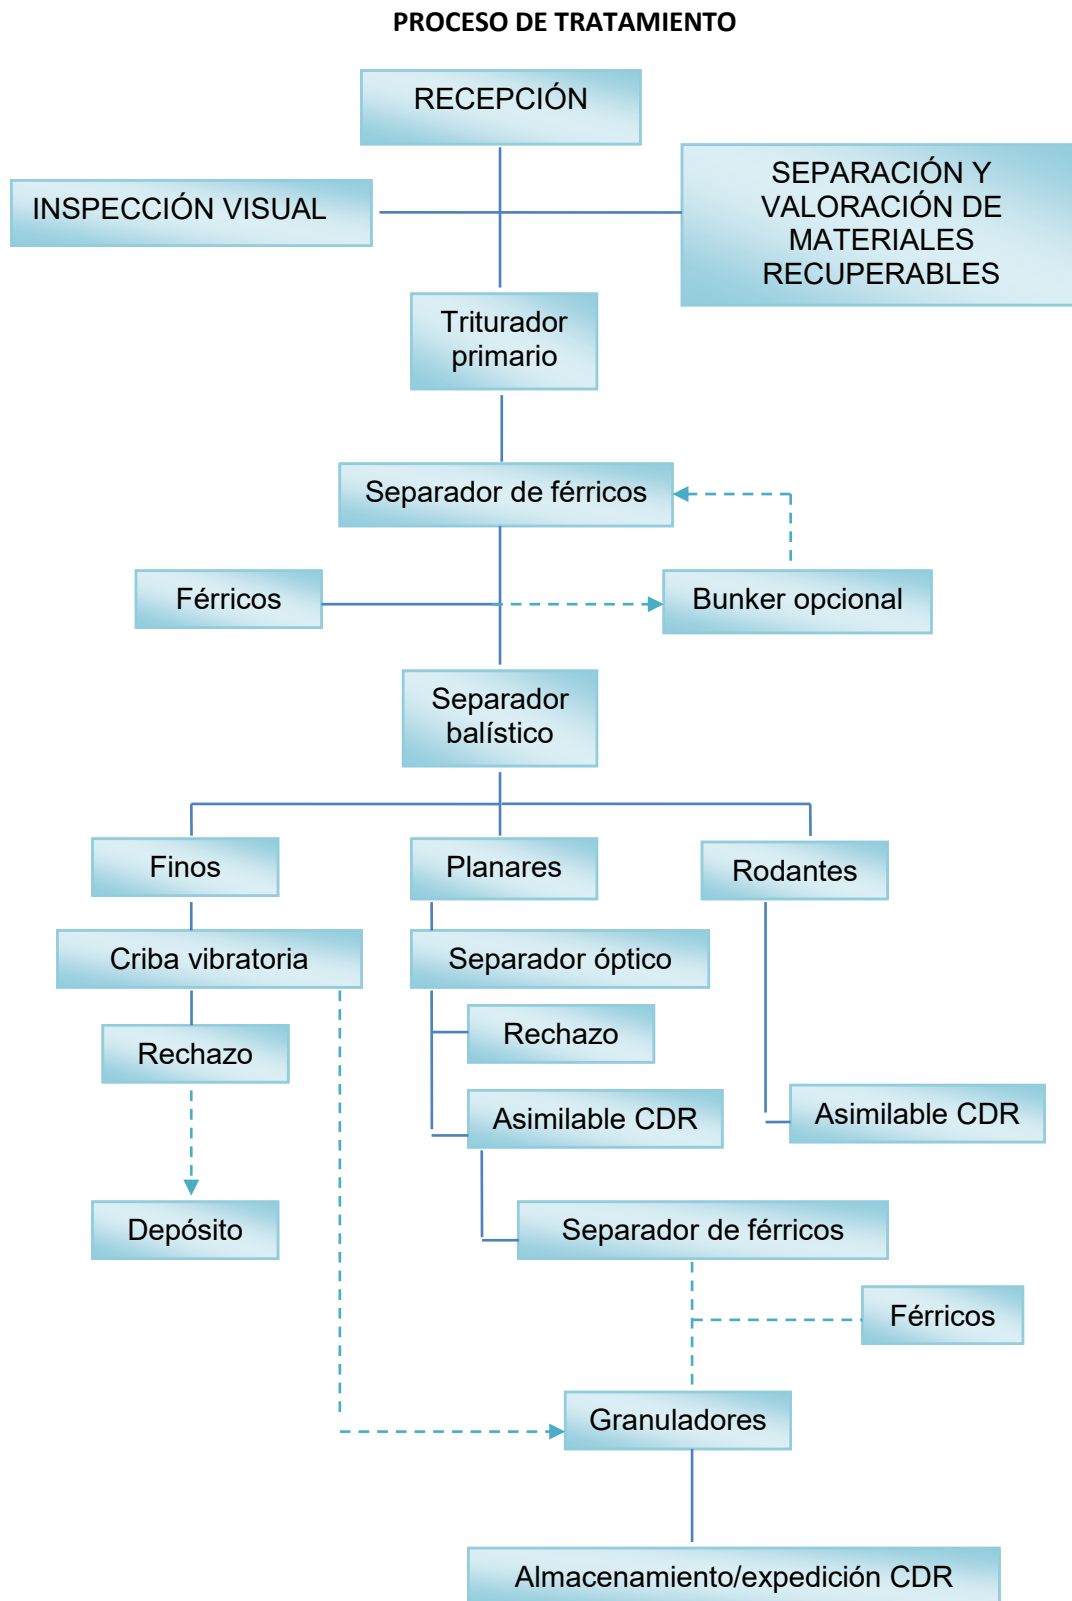 PROCESO DE TRATAMIENTO
RECEPCIÓN
INSPECCIÓN VISUAL
SEPARACIÓN Y
VALORACIÓN DE
MATERIALES
RECUPERABLES
Triturador
primario
Separador de férricos
Férricos
Bunker opcional
Separador
balístico
Finos
Planares
Rodantes
Criba vibratoria
Separador óptico
Rechazo
Rechazo
Asimilable CDR
Asimilable CDR
Depósito
Separador de férricos
Férricos
Granuladores
Almacenamiento/expedición CDR